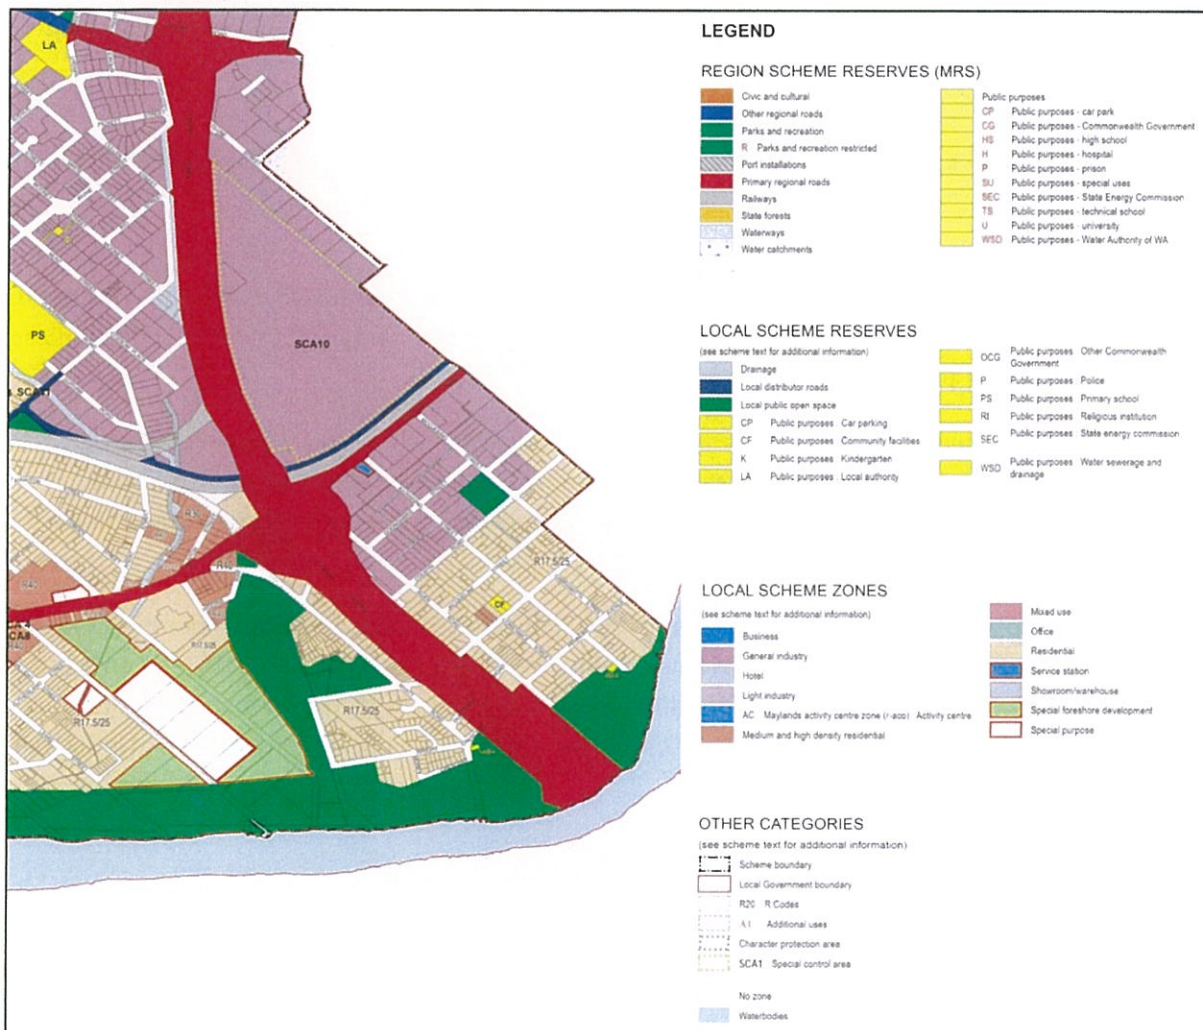 LEGEND
REGION SCHEME RESERVES (MRS)
Civic and cultural
Other regional roads
Parks and recreation
R Parks and recreation restricted
Port installations
Primary regional roads
Railways
State forests
Waterways
Water catchments
Public purposes
CP Public purposes - car park
CG Public purposes - Commonwealth Government
HS Public purposes - high school
H Public purposes - hospital
P Public purposes - prison
SU Public purposes - special uses
SEC Public purposes - State Energy Commission
TS Public purposes - technical school
U Public purposes - university
WSD Public purposes - Water Authority of WA
LOCAL SCHEME RESERVES
(see scheme text for additional information)
Drainage
Local distributor roads
Local public open space
CP Public purposes : Car parking
CF Public purposes : Community facilities
K Public purposes : Kindergarten
LA Public purposes : Local authority
OCG Public purposes : Other Commonwealth
Government
P Public purposes : Police
PS Public purposes : Primary school
RI Public purposes : Religious institution
SEC Public purposes : State energy commission
WSD Public purposes : Water sewerage and
drainage
LOCAL SCHEME ZONES
(see scheme text for additional information)
Business
General industry
Hotel
Light industry
AC Maylands activity centre zone : Activity centre
Medium and high density residential
Mixed use
Office
Residential
Service station
Showroom/warehouse
Special foreshore development
Special purpose
OTHER CATEGORIES
(see scheme text for additional information)
Scheme boundary
Local Government boundary
R20 R Codes
A1 Additional uses
Character protection area
SCA1 Special control area
No zone
Waterbodies
LA
PS
SCA10
R40
R40
R17.5/25
CF
R17.5/25
R17.5/25